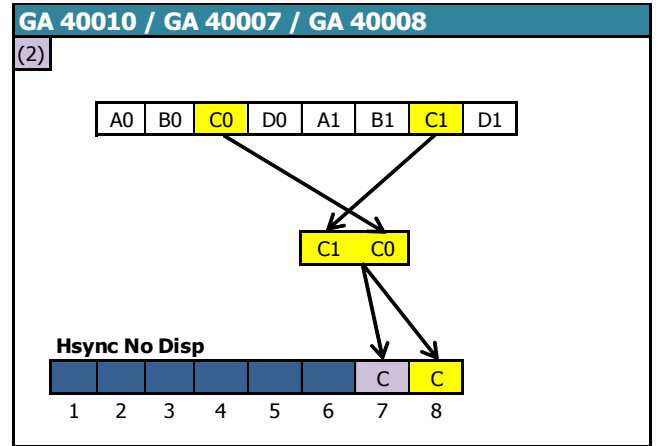 GA 40010 / GA 40007 / GA 40008
(2)
A0 B0 C0 D0 A1 B1 C1 D1
C1 C0
Hsync No Disp
C C
1 2 3 4 5 6 7 8